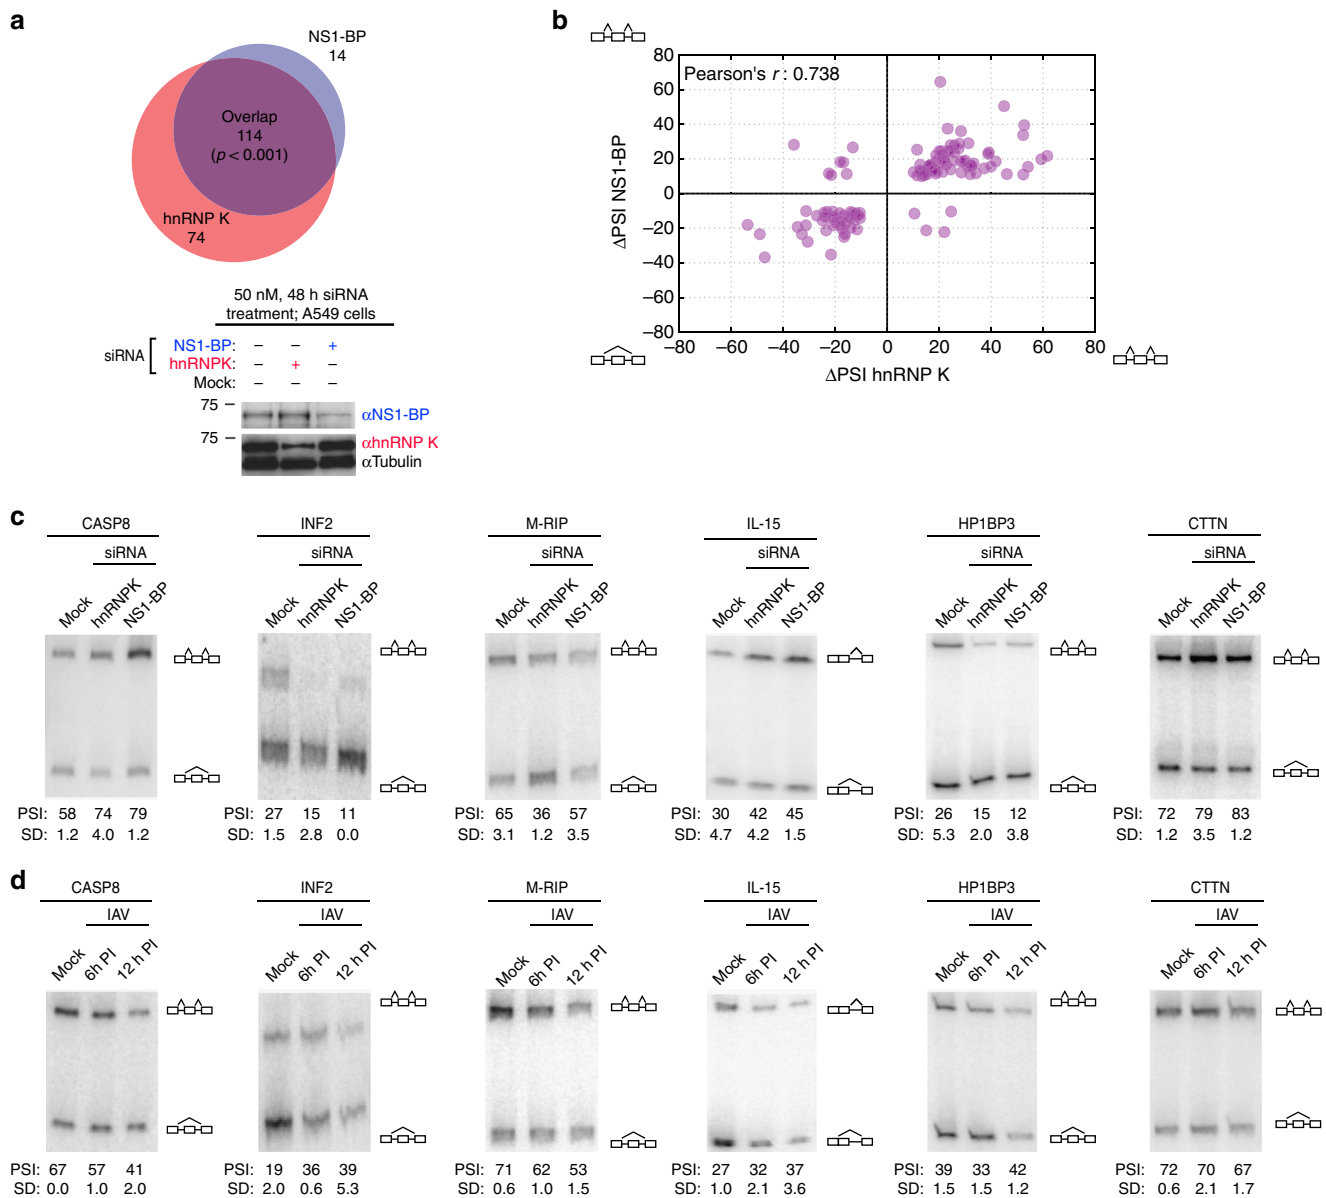 a
NS1-BP
14
Overlap
114
(p < 0.001)
hnRNP K
74
50 nM, 48 h siRNA
treatment; A549 cells
siRNA
NS1-BP: – – +
hnRNPK: – + –
Mock: – – –
75
αNS1-BP
75
αhnRNP K
αTubulin
b
Pearson's r : 0.738
ΔPSI NS1-BP
80
60
40
20
0
−20
−40
−60
−80
−80 −60 −40 −20 0 20 40 60 80
ΔPSI hnRNP K
c
CASP8
siRNA
Mock hnRNPK NS1-BP
PSI: 58 74 79
SD: 1.2 4.0 1.2
INF2
siRNA
Mock hnRNPK NS1-BP
PSI: 27 15 11
SD: 1.5 2.8 0.0
M-RIP
siRNA
Mock hnRNPK NS1-BP
PSI: 65 36 57
SD: 3.1 1.2 3.5
IL-15
siRNA
Mock hnRNPK NS1-BP
PSI: 30 42 45
SD: 4.7 4.2 1.5
HP1BP3
siRNA
Mock hnRNPK NS1-BP
PSI: 26 15 12
SD: 5.3 2.0 3.8
CTTN
siRNA
Mock hnRNPK NS1-BP
PSI: 72 79 83
SD: 1.2 3.5 1.2
d
CASP8
IAV
Mock 6h PI 12 h PI
PSI: 67 57 41
SD: 0.0 1.0 2.0
INF2
IAV
Mock 6h PI 12 h PI
PSI: 19 36 39
SD: 2.0 0.6 5.3
M-RIP
IAV
Mock 6h PI 12 h PI
PSI: 71 62 53
SD: 0.6 1.0 1.5
IL-15
IAV
Mock 6h PI 12 h PI
PSI: 27 32 37
SD: 1.0 2.1 3.6
HP1BP3
IAV
Mock 6h PI 12 h PI
PSI: 39 33 42
SD: 1.5 1.5 1.2
CTTN
IAV
Mock 6h PI 12 h PI
PSI: 72 70 67
SD: 0.6 2.1 1.7